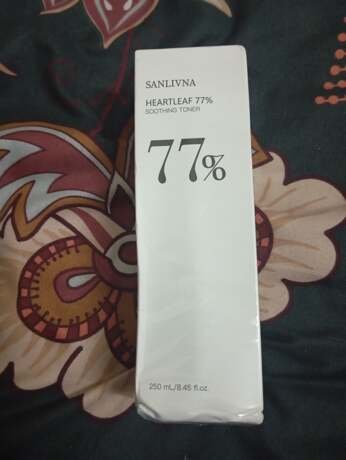 SANLIVNA
HEARTLEAF 77%
SOOTHING TONER
77%
250 mL/8.45 fl.oz.